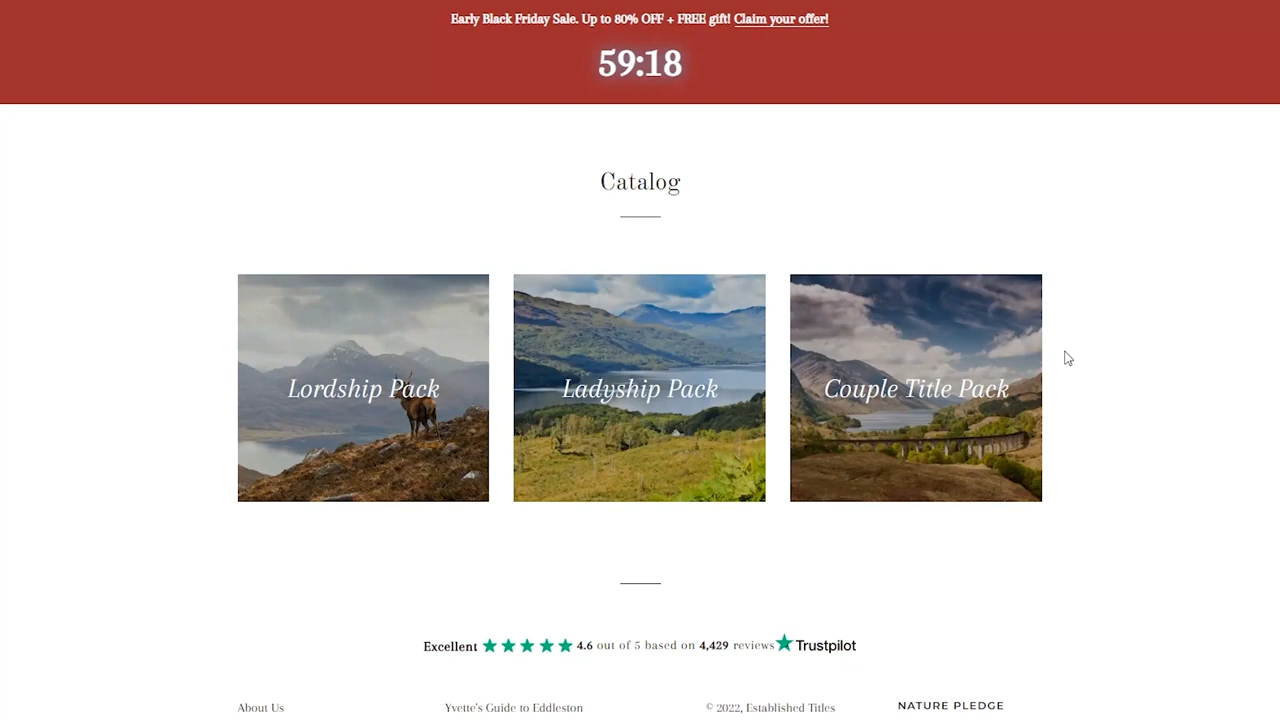 Early Black Friday Sale. Up to 80% OFF + FREE gift! Claim your offer!
59:18
Catalog
Lordship Pack
Ladyship Pack
Couple Title Pack
Excellent 4.6 out of 5 based on 4,429 reviews Trustpilot
About Us
Yvette's Guide to Eddleston
© 2022, Established Titles
NATURE PLEDGE